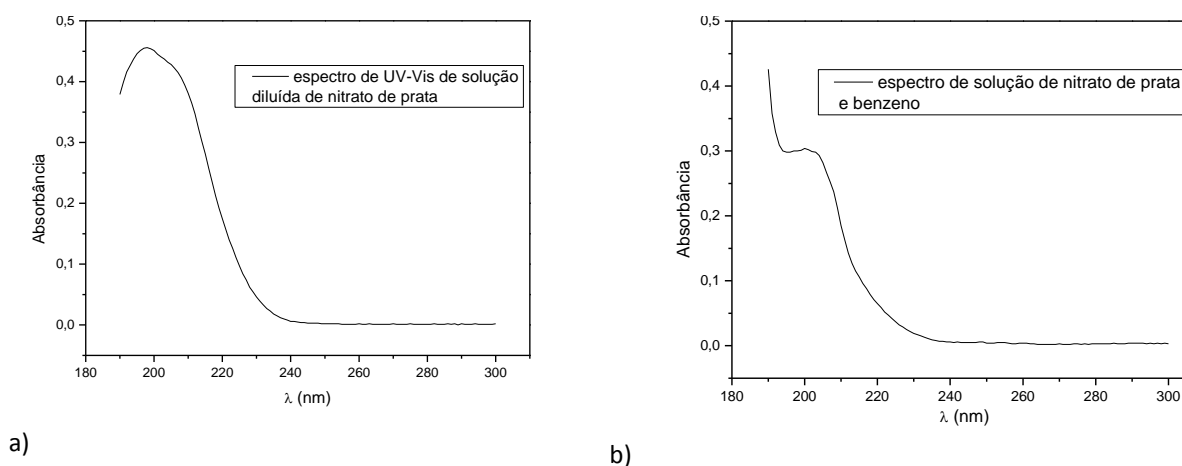 0,5
0,4
0,3
0,2
0,1
0,0
Absorbância
espectro de UV-Vis de solução
diluída de nitrato de prata
180 200 220 240 260 280 300
λ (nm)
a)
0,5
0,4
0,3
0,2
0,1
0,0
Absorbância
espectro de solução de nitrato de prata
e benzeno
180 200 220 240 260 280 300
λ (nm)
b)